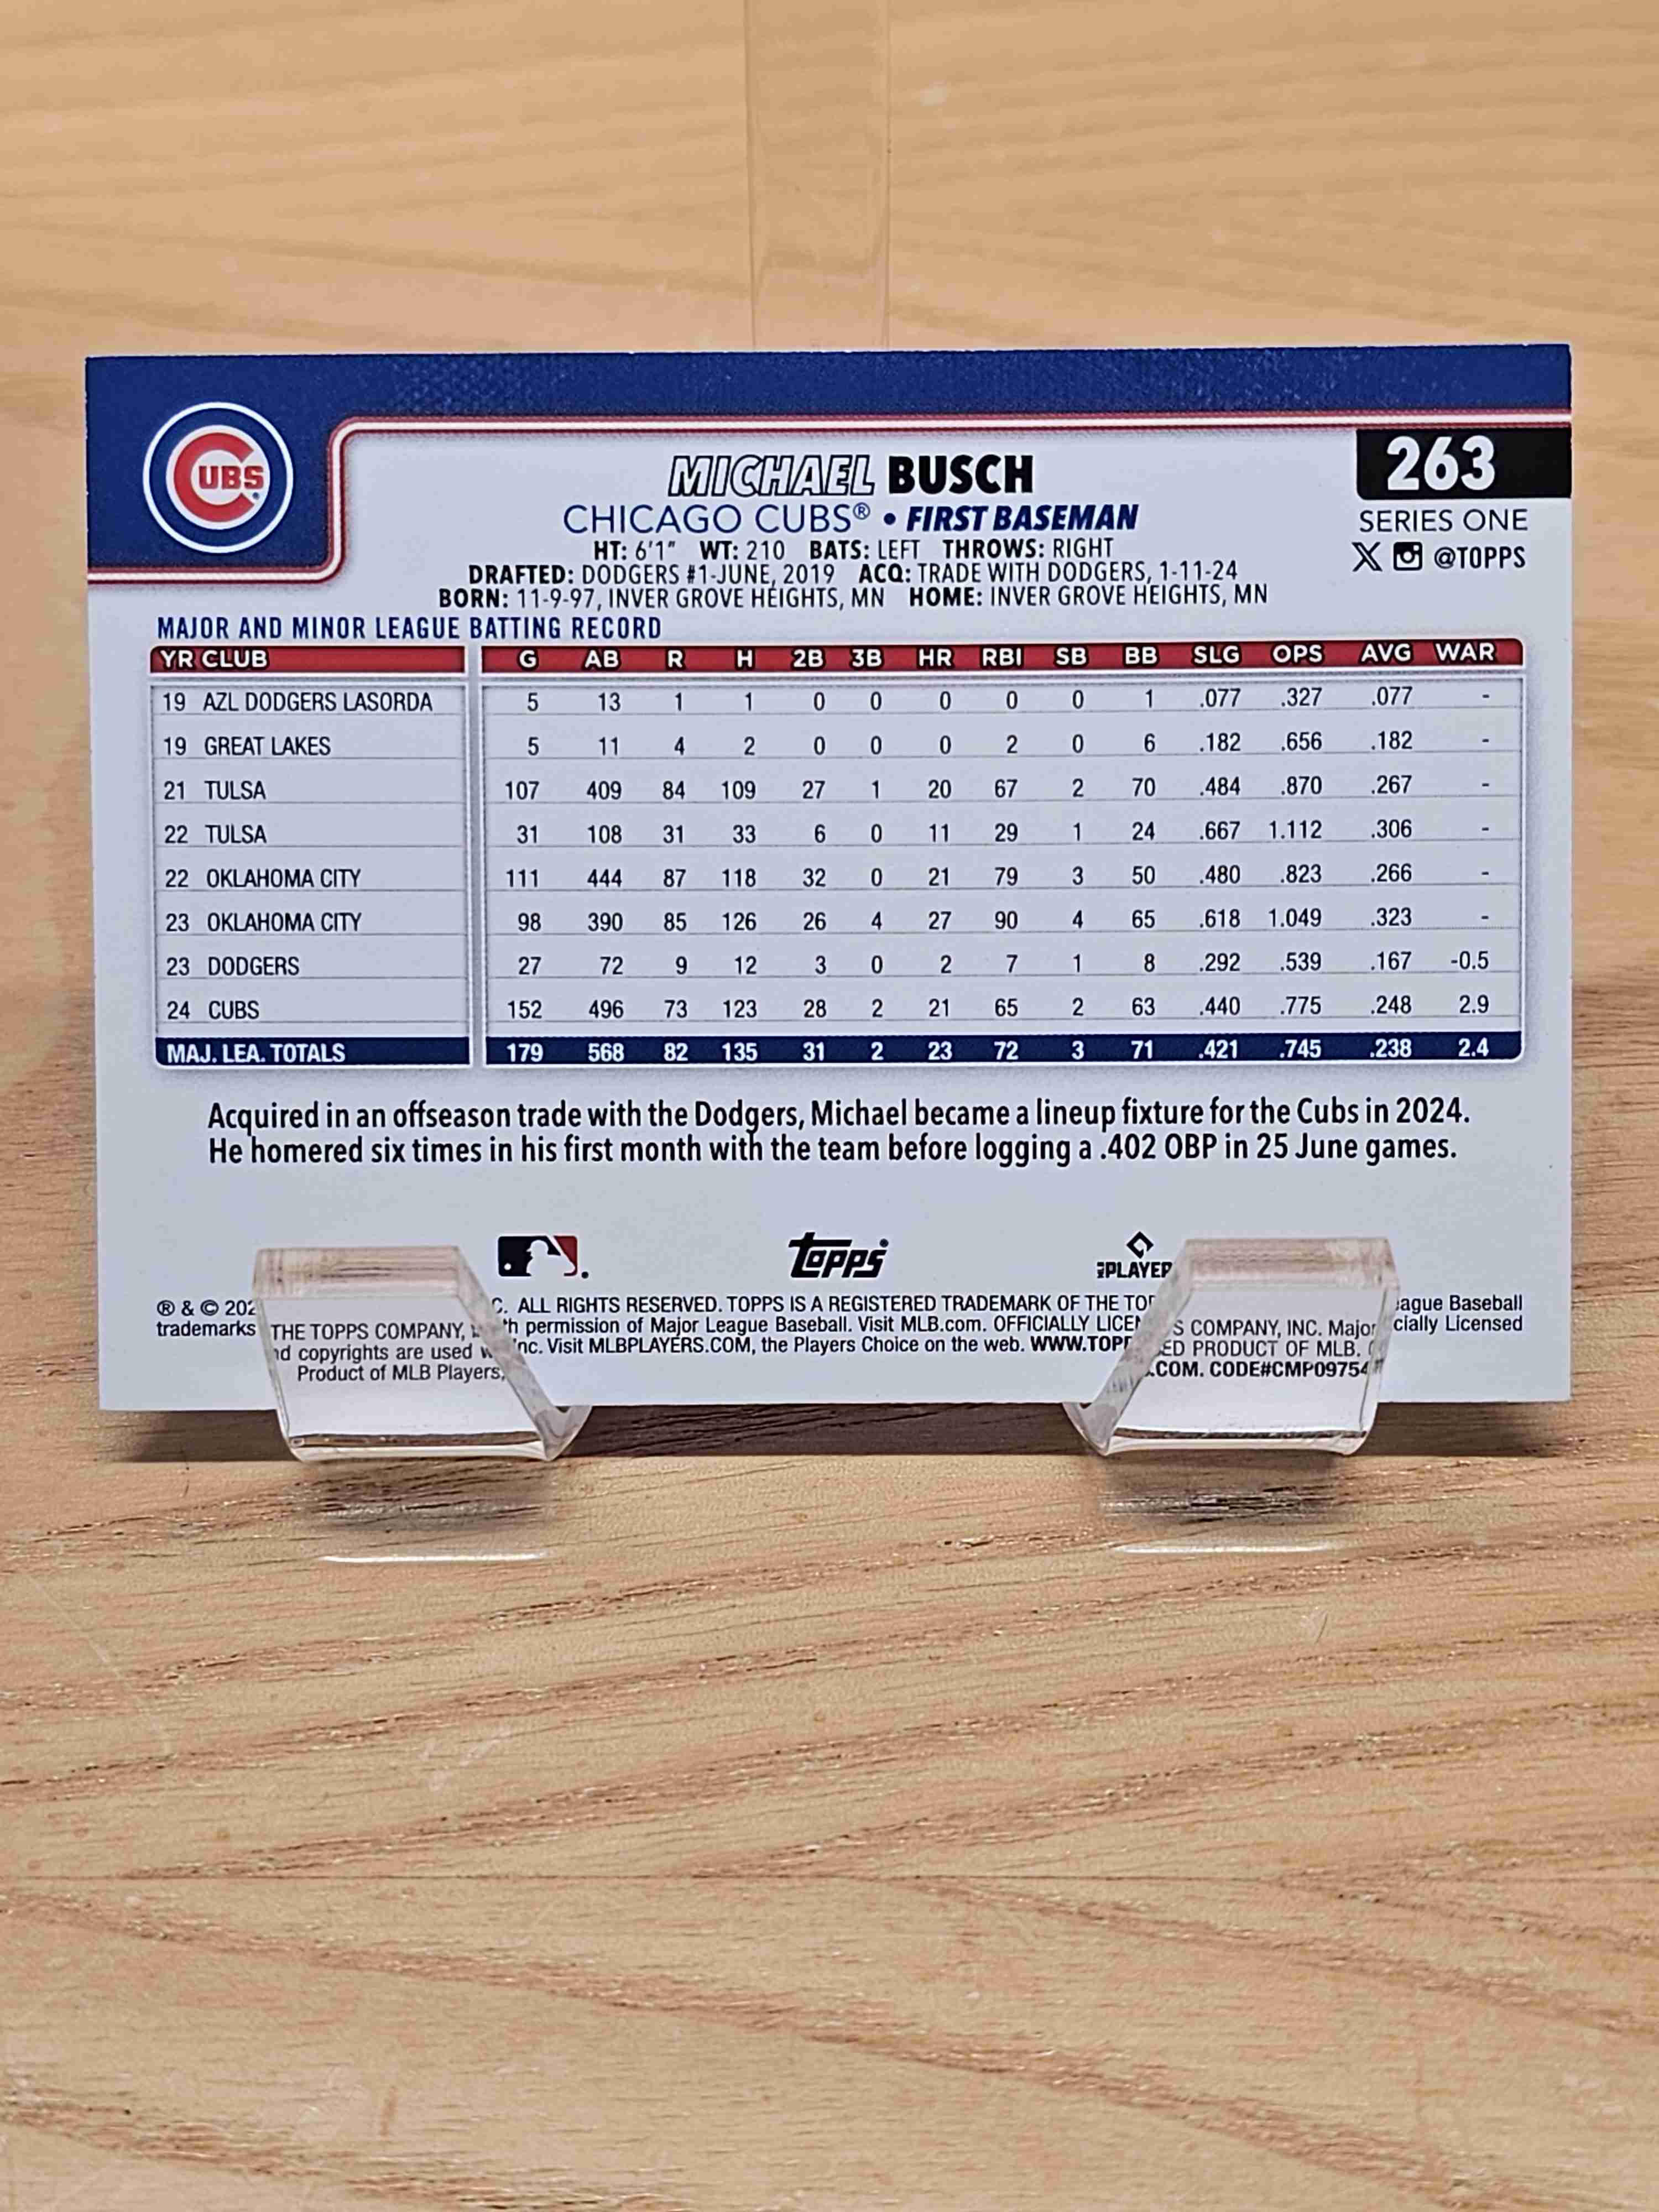 CUBS
263
MICHAEL BUSCH
CHICAGO CUBS® • FIRST BASEMAN
SERIES ONE
@TOPPS
HT: 6'1" WT: 210 BATS: LEFT THROWS: RIGHT
DRAFTED: DODGERS #1-JUNE, 2019 ACQ: TRADE WITH DODGERS, 1-11-24
BORN: 11-9-97, INVER GROVE HEIGHTS, MN HOME: INVER GROVE HEIGHTS, MN
MAJOR AND MINOR LEAGUE BATTING RECORD
YR CLUB G AB R H 2B 3B HR RBI SB BB SLG OPS AVG WAR
19 AZL DODGERS LASORDA 5 13 1 1 0 0 0 0 0 1 .077 .327 .077 -
19 GREAT LAKES 5 11 4 2 0 0 0 2 0 6 .182 .656 .182 -
21 TULSA 107 409 84 109 27 1 20 67 2 70 .484 .870 .267 -
22 TULSA 31 108 31 33 6 0 11 29 1 24 .667 1.112 .306 -
22 OKLAHOMA CITY 111 444 87 118 32 0 21 79 3 50 .480 .823 .266 -
23 OKLAHOMA CITY 98 390 85 126 26 4 27 90 4 65 .618 1.049 .323 -
23 DODGERS 27 72 9 12 3 0 2 7 1 8 .292 .539 .167 -0.5
24 CUBS 152 496 73 123 28 2 21 65 2 63 .440 .775 .248 2.9
MAJ. LEA. TOTALS 179 568 82 135 31 2 23 72 3 71 .421 .745 .238 2.4
Acquired in an offseason trade with the Dodgers, Michael became a lineup fixture for the Cubs in 2024.
He homered six times in his first month with the team before logging a .402 OBP in 25 June games.
Topps
PLAYER
® & © THE TOPPS COMPANY, ALL RIGHTS RESERVED. TOPPS IS A REGISTERED TRADEMARK OF THE COMPANY, INC. Major Baseball
trademarks copyrights are used permission of Major League Baseball. Visit MLB.com. OFFICIALLY PRODUCT OF MLB. Licensed
Product of MLB Players, Visit MLBPLAYERS.COM, the Players Choice on the web. CODE#CMP09754